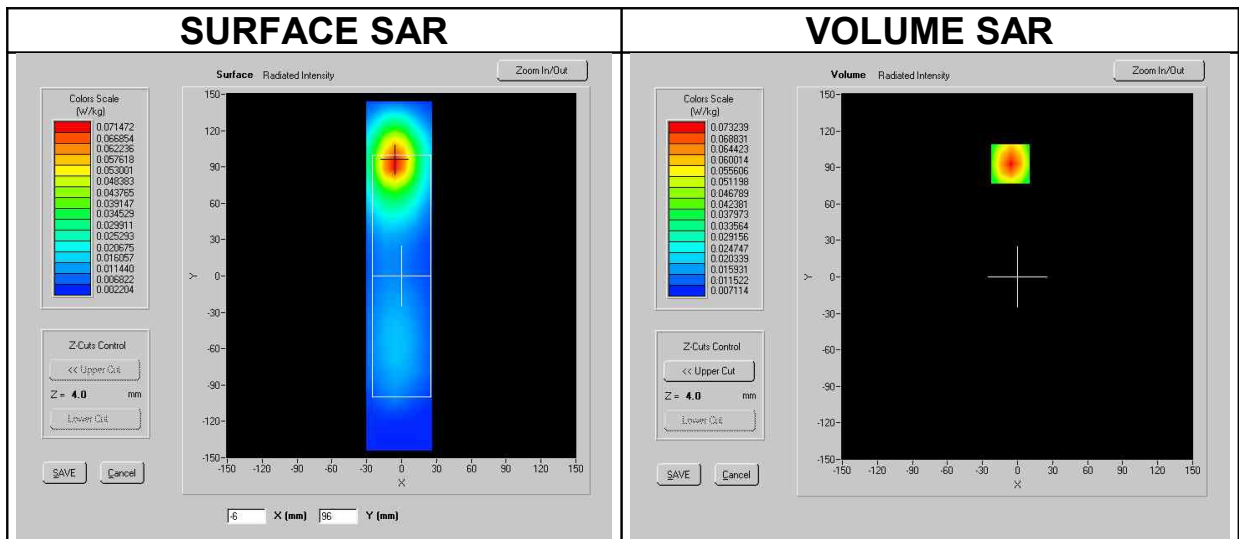 SURFACE SAR
VOLUME SAR
Surface Radiated Intensity
Zoom In/Out
Colors Scale
(W/kg)
0.071472
0.066854
0.062236
0.057618
0.053001
0.048383
0.043765
0.039147
0.034529
0.029911
0.025293
0.020675
0.016057
0.011440
0.006822
0.002204
150
120
90
60
30
0
-30
-60
-90
-120
-150
Y
-150 -120 -90 -60 -30 0 30 60 90 120 150
X
Z-Cuts Control
<< Upper Cut
Z = 4.0 mm
Lower Cut
SAVE Cancel
-6 X (mm) 96 Y (mm)
Volume Radiated Intensity
Zoom In/Out
Colors Scale
(W/kg)
0.073239
0.068831
0.064423
0.060014
0.055606
0.051198
0.046789
0.042381
0.037973
0.033564
0.029156
0.024747
0.020339
0.015931
0.011522
0.007114
150
120
90
60
30
0
-30
-60
-90
-120
-150
Y
-150 -120 -90 -60 -30 0 30 60 90 120 150
X
Z-Cuts Control
<< Upper Cut
Z = 4.0 mm
Lower Cut
SAVE Cancel